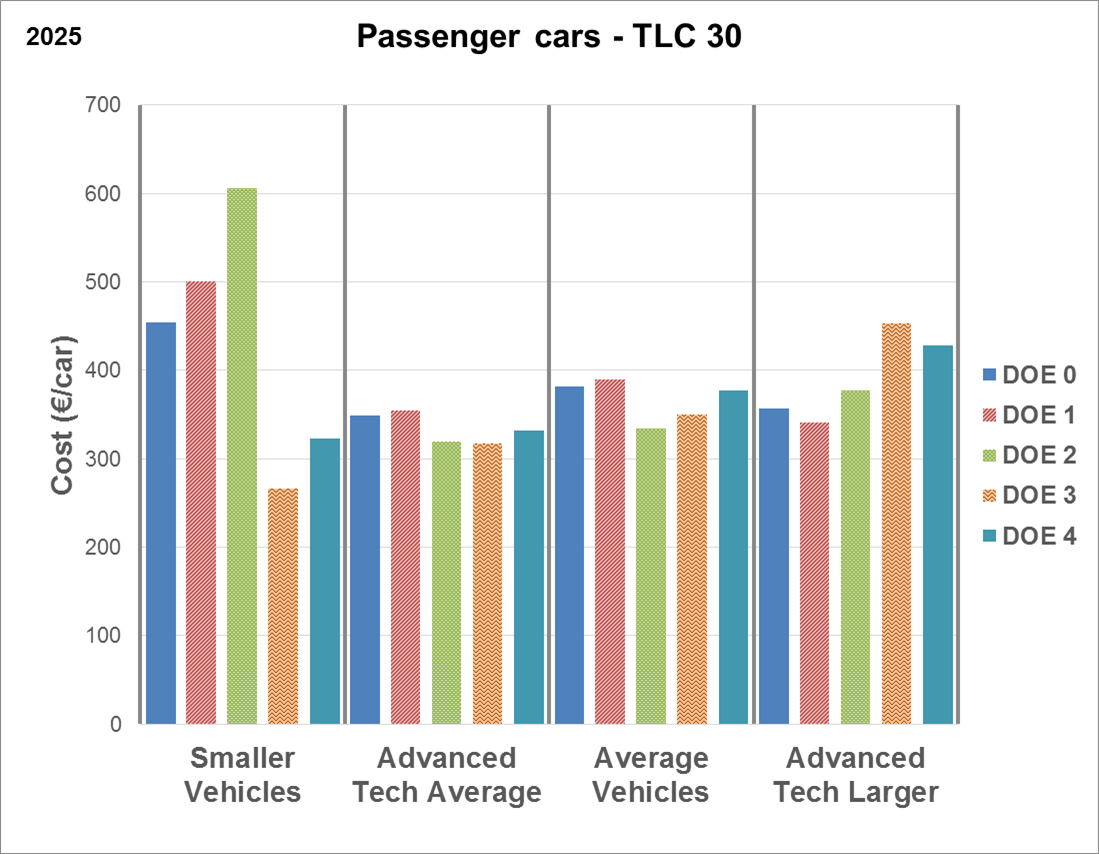 2025
Passenger cars - TLC 30
Cost (€/car)
700
600
500
400
300
200
100
0
Smaller
Vehicles
Advanced
Tech Average
Average
Vehicles
Advanced
Tech Larger
DOE 0
DOE 1
DOE 2
DOE 3
DOE 4